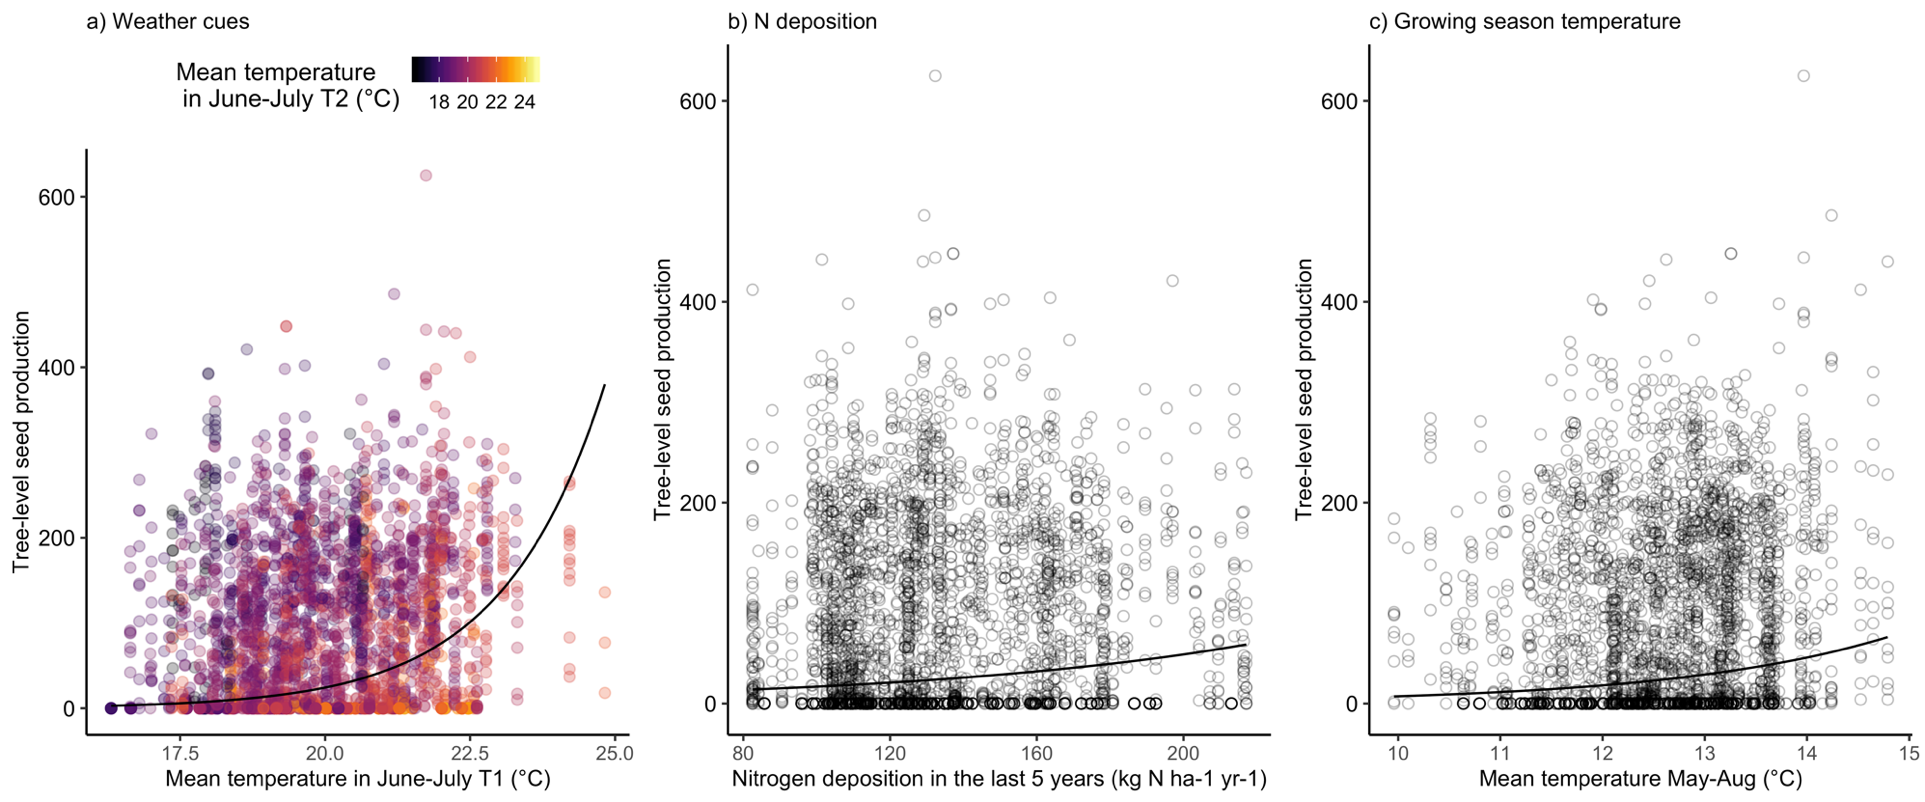 a) Weather cues
Mean temperature
in June-July T2 (°C)
18 20 22 24
Tree-level seed production
600
400
200
0
17.5 20.0 22.5 25.0
Mean temperature in June-July T1 (°C)
b) N deposition
Tree-level seed production
600
400
200
0
80 120 160 200
Nitrogen deposition in the last 5 years (kg N ha-1 yr-1)
c) Growing season temperature
Tree-level seed production
600
400
200
0
10 11 12 13 14 15
Mean temperature May-Aug (°C)